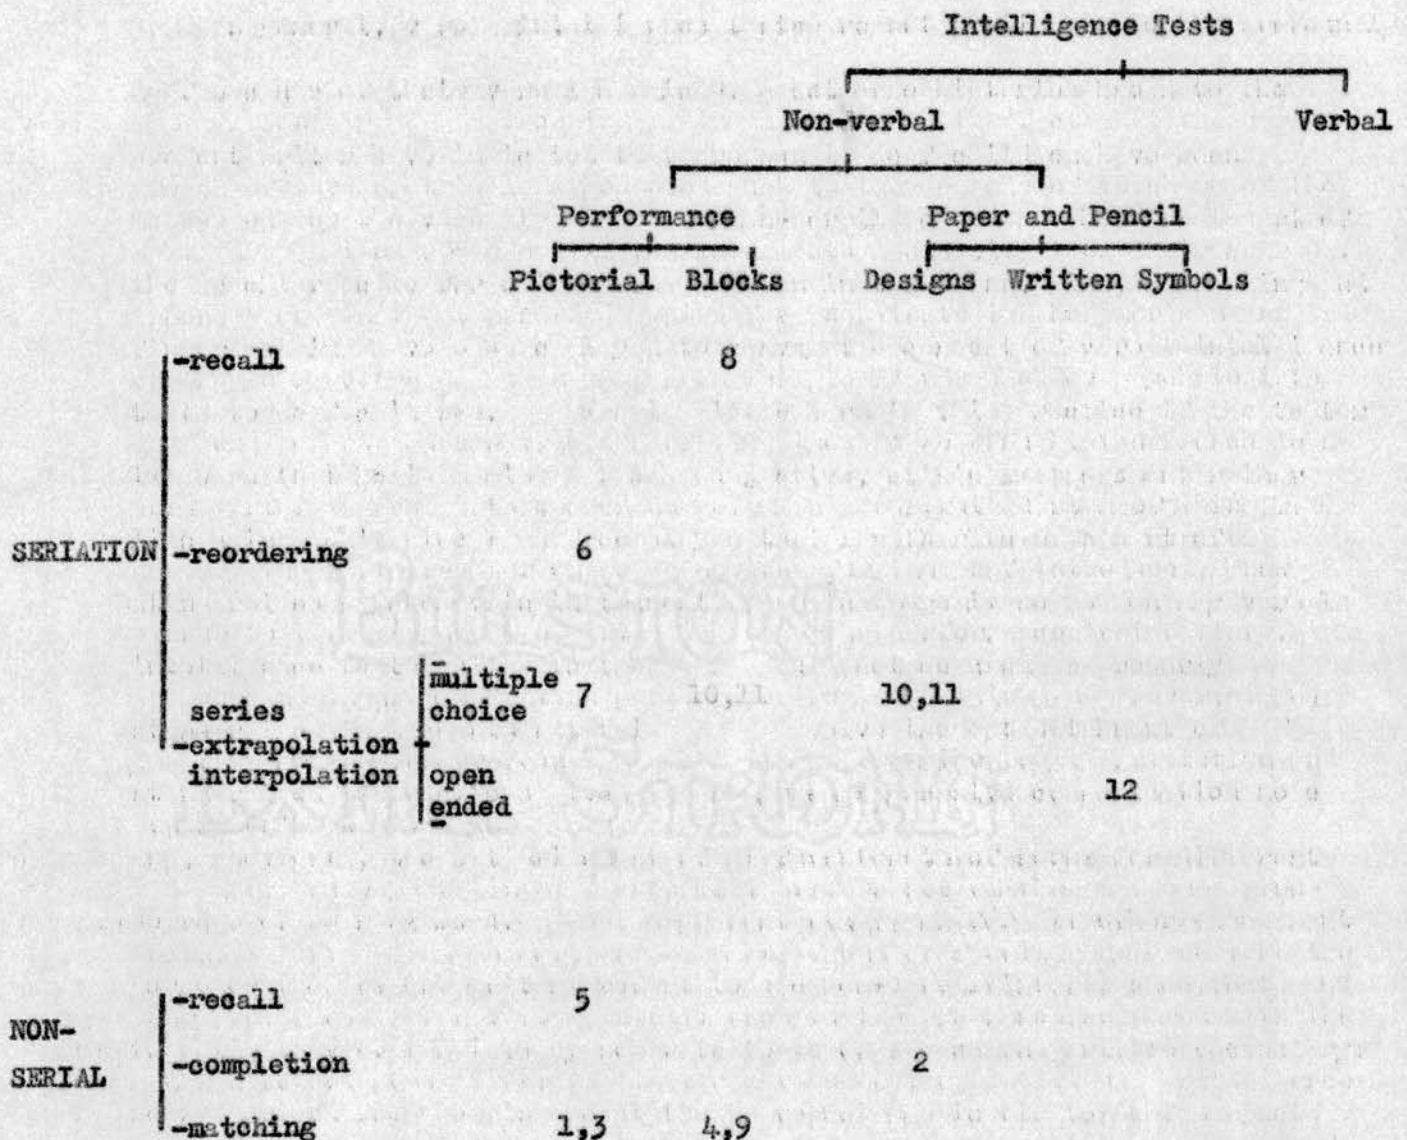 Intelligence Tests
Non-verbal Verbal
Performance Paper and Pencil
Pictorial Blocks Designs Written Symbols
-recall 8
SERIATION -reordering 6
multiple
7 10,11 10,11
series choice
-extrapolation
interpolation open
12
ended
-recall 5
NON-
-completion 2
SERIAL
-matching 1,3 4,9